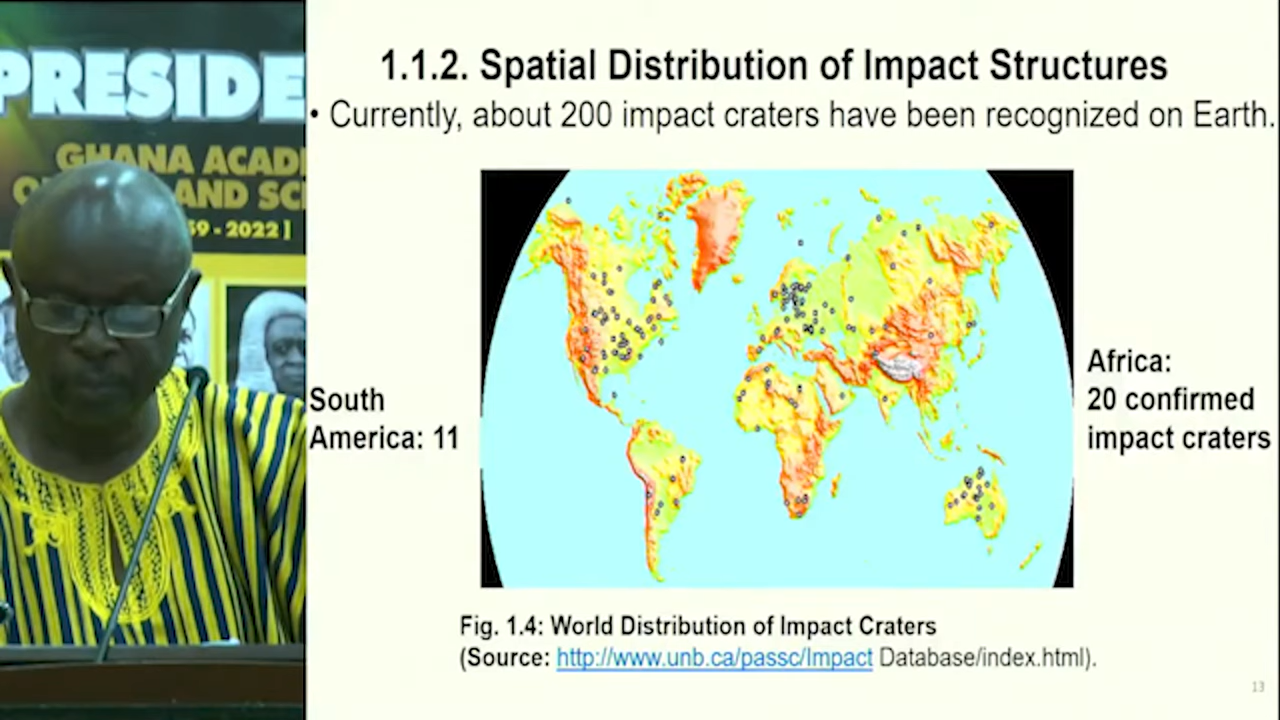 PRESIDE
GHANA ACAD
AND SC
59 - 2022 ]
1.1.2. Spatial Distribution of Impact Structures
• Currently, about 200 impact craters have been recognized on Earth.
South
America: 11
Africa:
20 confirmed
impact craters
Fig. 1.4: World Distribution of Impact Craters
(Source: http://www.unb.ca/passc/Impact Database/index.html).
13